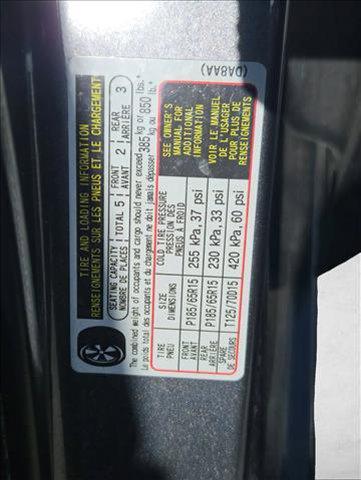 TIRE AND LOADING INFORMATION
RENSEIGNEMENTS SUR LES PNEUS ET LE CHARGEMENT
SEATING CAPACITY
NOMBRE DE PLACES
TOTAL 5
FRONT
AVANT
2
REAR
ARRIÈRE
3
The combined weight of occupants and cargo should never exceed 385 kg or 850 lbs.
Le poids total des occupants et du chargement ne doit jamais dépasser 385 kg ou 850 lb.
TIRE
PNEU
SIZE
DIMENSIONS
COLD TIRE PRESSURE
PRESSION DES
PNEUS A FROID
FRONT
AVANT
P185/65R15
255 kPa, 37 psi
REAR
ARRIÈRE
P185/65R15
230 kPa, 33 psi
SPARE
DE SECOURS
T125/70D15
420 kPa, 60 psi
SEE OWNER'S
MANUAL FOR
ADDITIONAL
INFORMATION
VOIR LE MANUEL
DE L'USAGER
POUR PLUS DE
RENSEIGNEMENTS
(DA8AA)